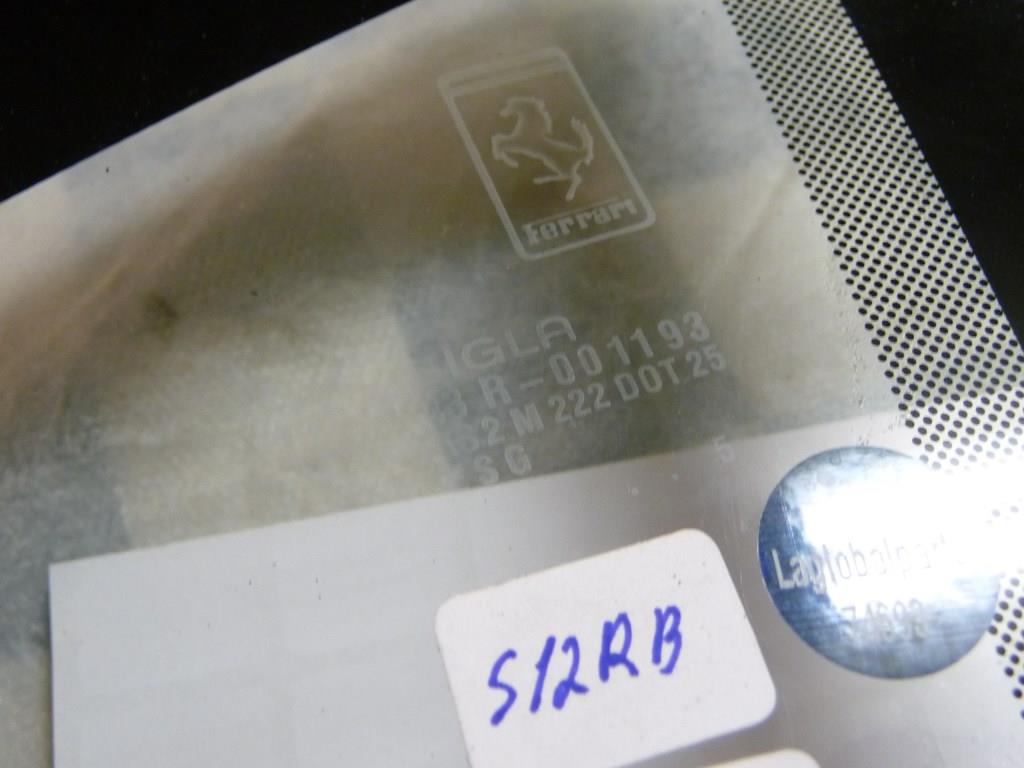 Ferrari
IGLA
R-001193
2 M 222 DOT.25
SG . 5
S12RB